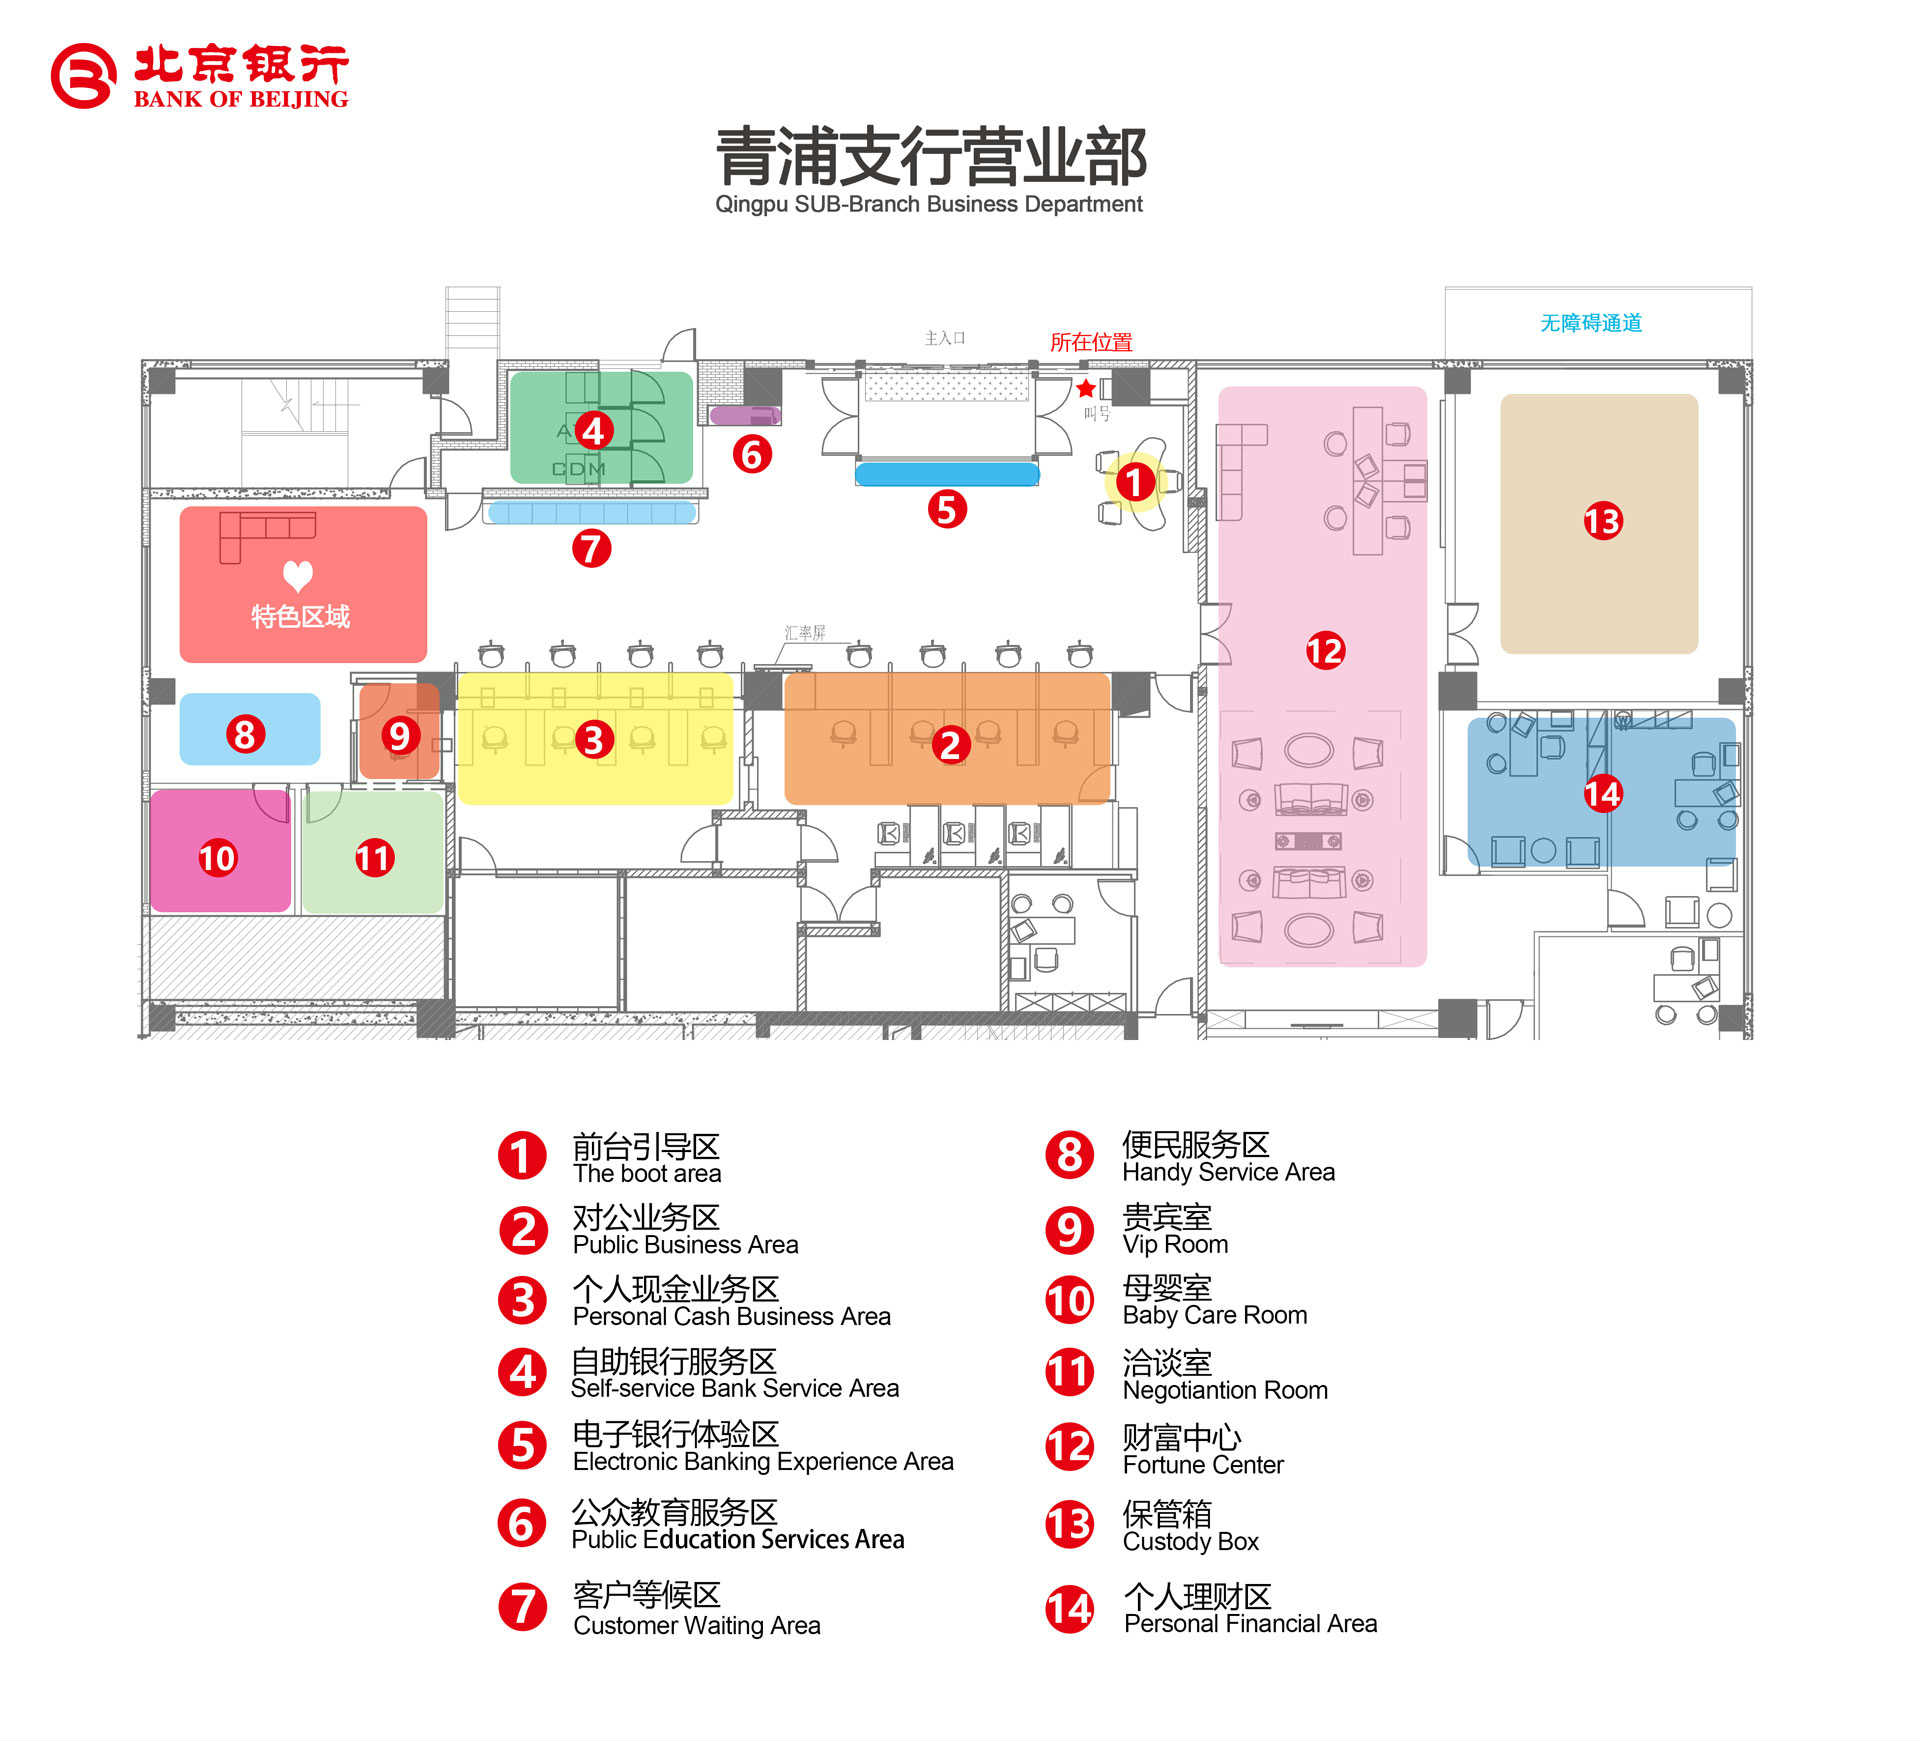 北京银行
BANK OF BEIJING
青浦支行营业部
Qingpu SUB-Branch Business Department
无障碍通道
主入口
所在位置
叫号
4
CDM
6
1
5
7
13
特色区域
汇率屏
12
8
9
3
2
14
10
11
1 前台引导区
The boot area
2 对公业务区
Public Business Area
3 个人现金业务区
Personal Cash Business Area
4 自助银行服务区
Self-service Bank Service Area
5 电子银行体验区
Electronic Banking Experience Area
6 公众教育服务区
Public Education Services Area
7 客户等候区
Customer Waiting Area
8 便民服务区
Handy Service Area
9 贵宾室
Vip Room
10 母婴室
Baby Care Room
11 洽谈室
Negotiantion Room
12 财富中心
Fortune Center
13 保管箱
Custody Box
14 个人理财区
Personal Financial Area